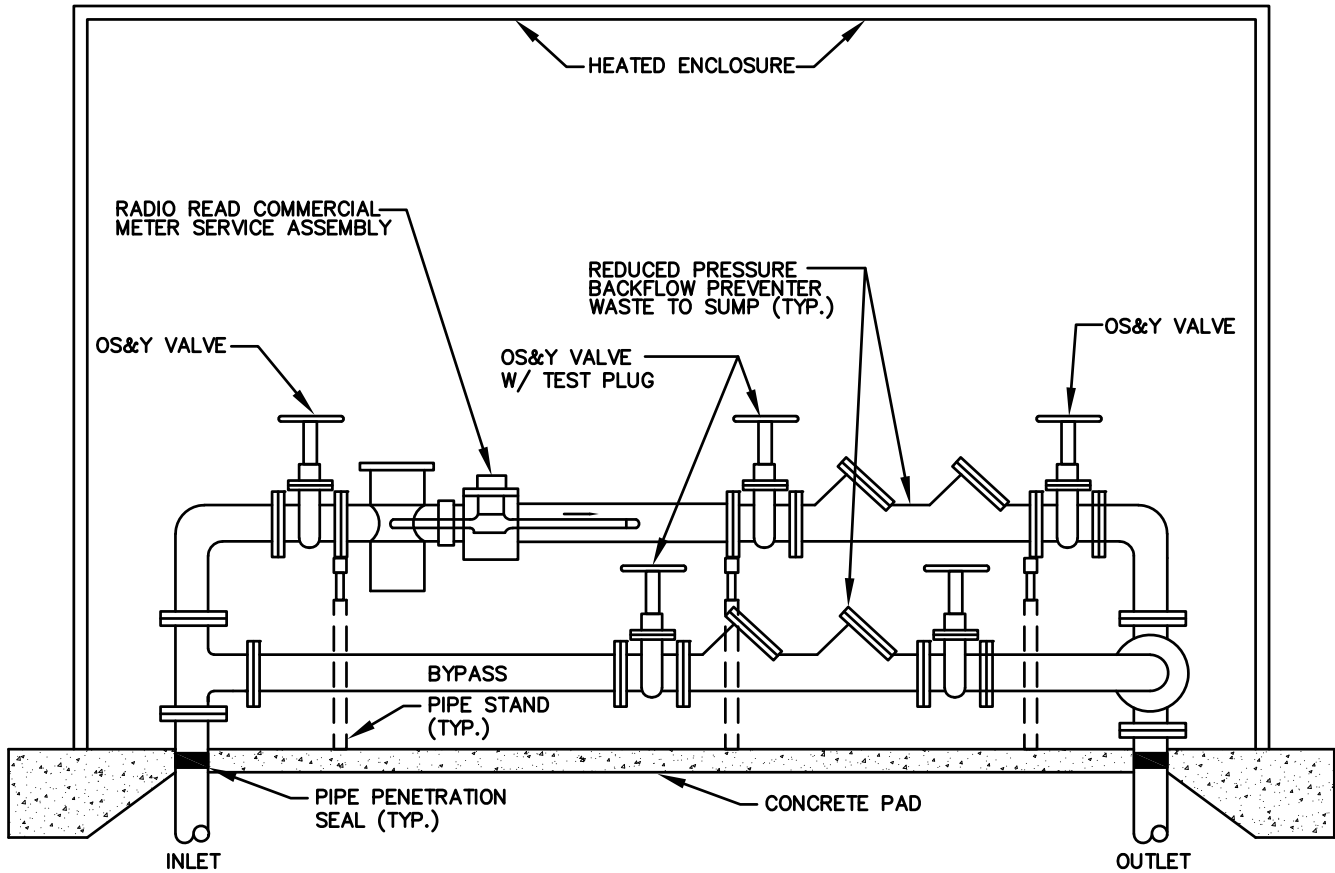 HEATED ENCLOSURE
RADIO READ COMMERCIAL
METER SERVICE ASSEMBLY
REDUCED PRESSURE
BACKFLOW PREVENTER
WASTE TO SUMP (TYP.)
OS&Y VALVE
OS&Y VALVE
W/ TEST PLUG
OS&Y VALVE
BYPASS
PIPE STAND
(TYP.)
PIPE PENETRATION
SEAL (TYP.)
CONCRETE PAD
INLET
OUTLET